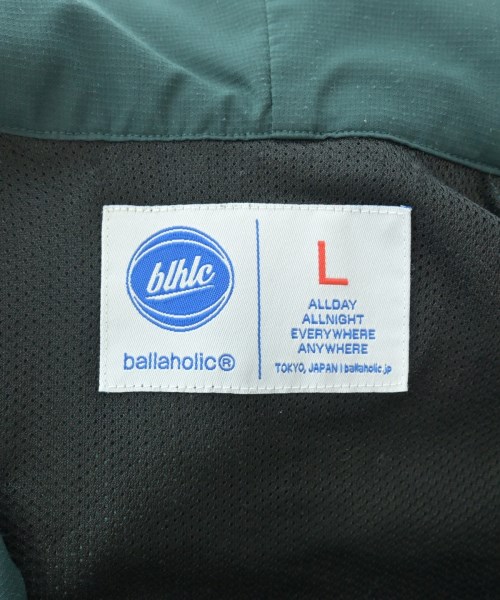 blhlc
ballaholic®
L
ALLDAY
ALLNIGHT
EVERYWHERE
ANYWHERE
TOKYO, JAPAN | ballaholic.jp